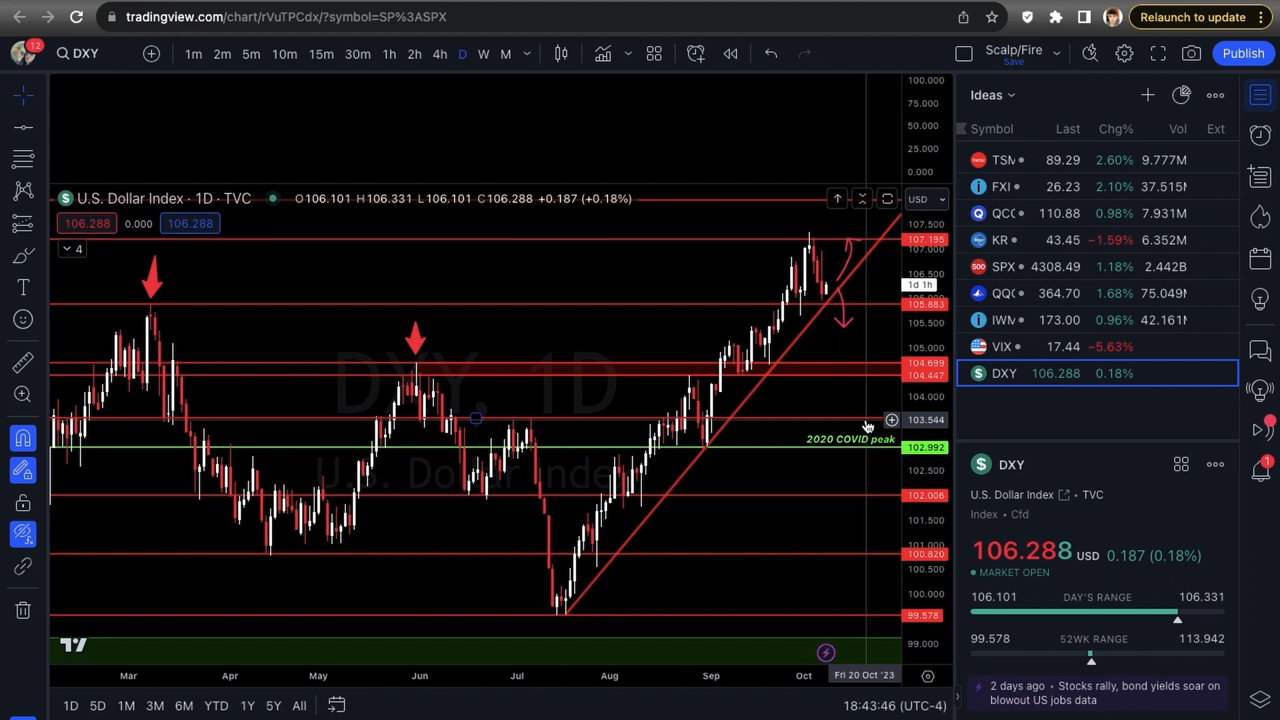 tradingview.com/chart/rVuTPCdx/?symbol=SP%3ASPX
Relaunch to update
12
DXY
1m 2m 5m 10m 15m 30m 1h 2h 4h D W M
Scalp/Fire
Save
Publish
Ideas
Symbol Last Chg% Vol Ext
TSM 89.29 2.60% 9.777M
FXI 26.23 2.10% 37.515M
QCO 110.88 0.98% 7.931M
KR 43.45 −1.59% 6.352M
SPX 4308.49 1.18% 2.442B
QQQ 364.70 1.68% 75.049M
IWM 173.00 0.96% 42.161M
VIX 17.44 −5.63%
DXY 106.288 0.18%
100.000
75.000
50.000
25.000
0.000
U.S. Dollar Index · 1D · TVC O106.101 H106.331 L106.101 C106.288 +0.187 (+0.18%)
USD
106.288 0.000 106.288
4
107.500
107.195
107.000
106.500
1d 1h
105.883
105.500
105.000
104.699
104.447
104.000
103.544
2020 COVID peak
102.992
102.500
102.006
101.500
101.000
100.820
100.500
100.000
99.578
99.000
DXY, 1D
U.S. Dollar Index
Mar Apr May Jun Jul Aug Sep Oct Fri 20 Oct '23
1D 5D 1M 3M 6M YTD 1Y 5Y All
18:43:46 (UTC-4)
DXY
U.S. Dollar Index • TVC
Index • Cfd
106.288 USD 0.187 (0.18%)
MARKET OPEN
106.101 DAY'S RANGE 106.331
99.578 52WK RANGE 113.942
2 days ago • Stocks rally, bond yields soar on
blowout US jobs data
1